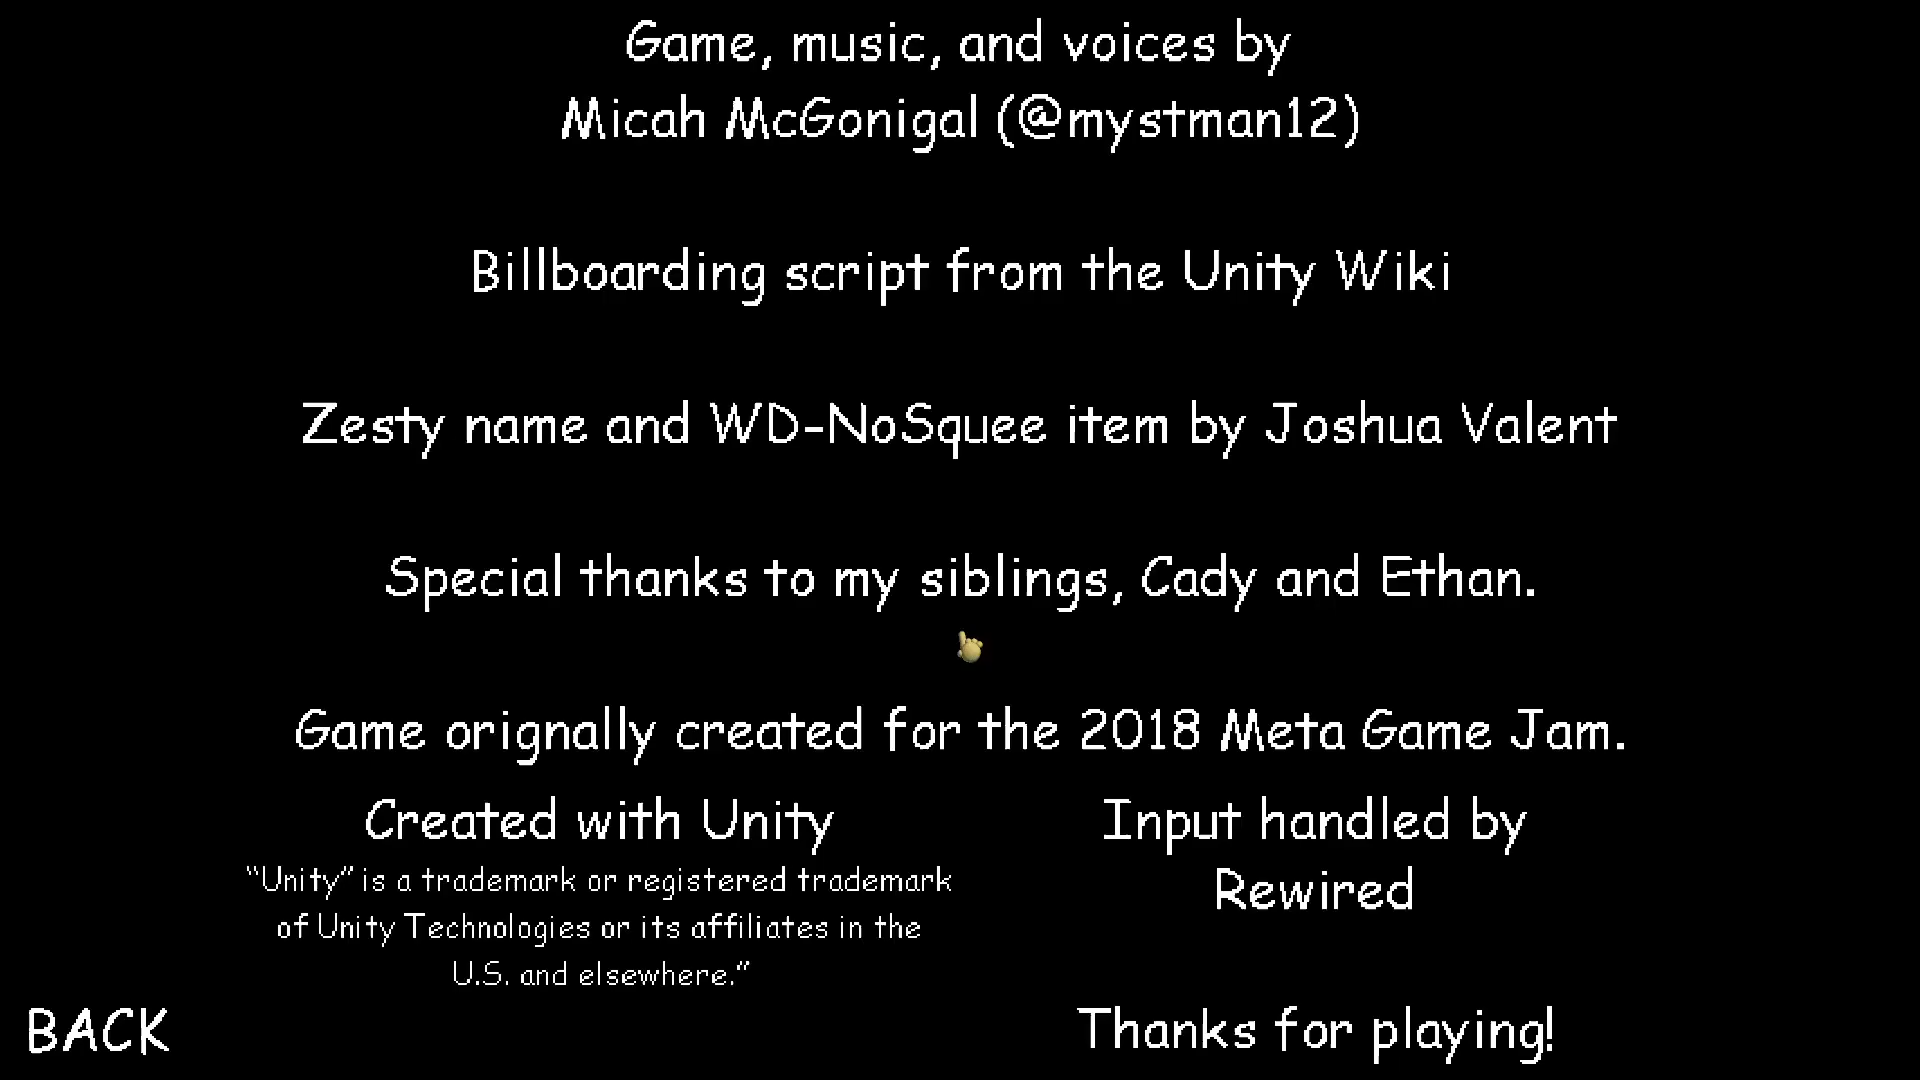 Game, music, and voices by
Micah McGonigal (@mystman12)
Billboarding script from the Unity Wiki
Zesty name and WD-NoSquee item by Joshua Valent
Special thanks to my siblings, Cady and Ethan.
Game orignally created for the 2018 Meta Game Jam.
Created with Unity
“Unity” is a trademark or registered trademark
of Unity Technologies or its affiliates in the
U.S. and elsewhere.”
Input handled by
Rewired
BACK
Thanks for playing!